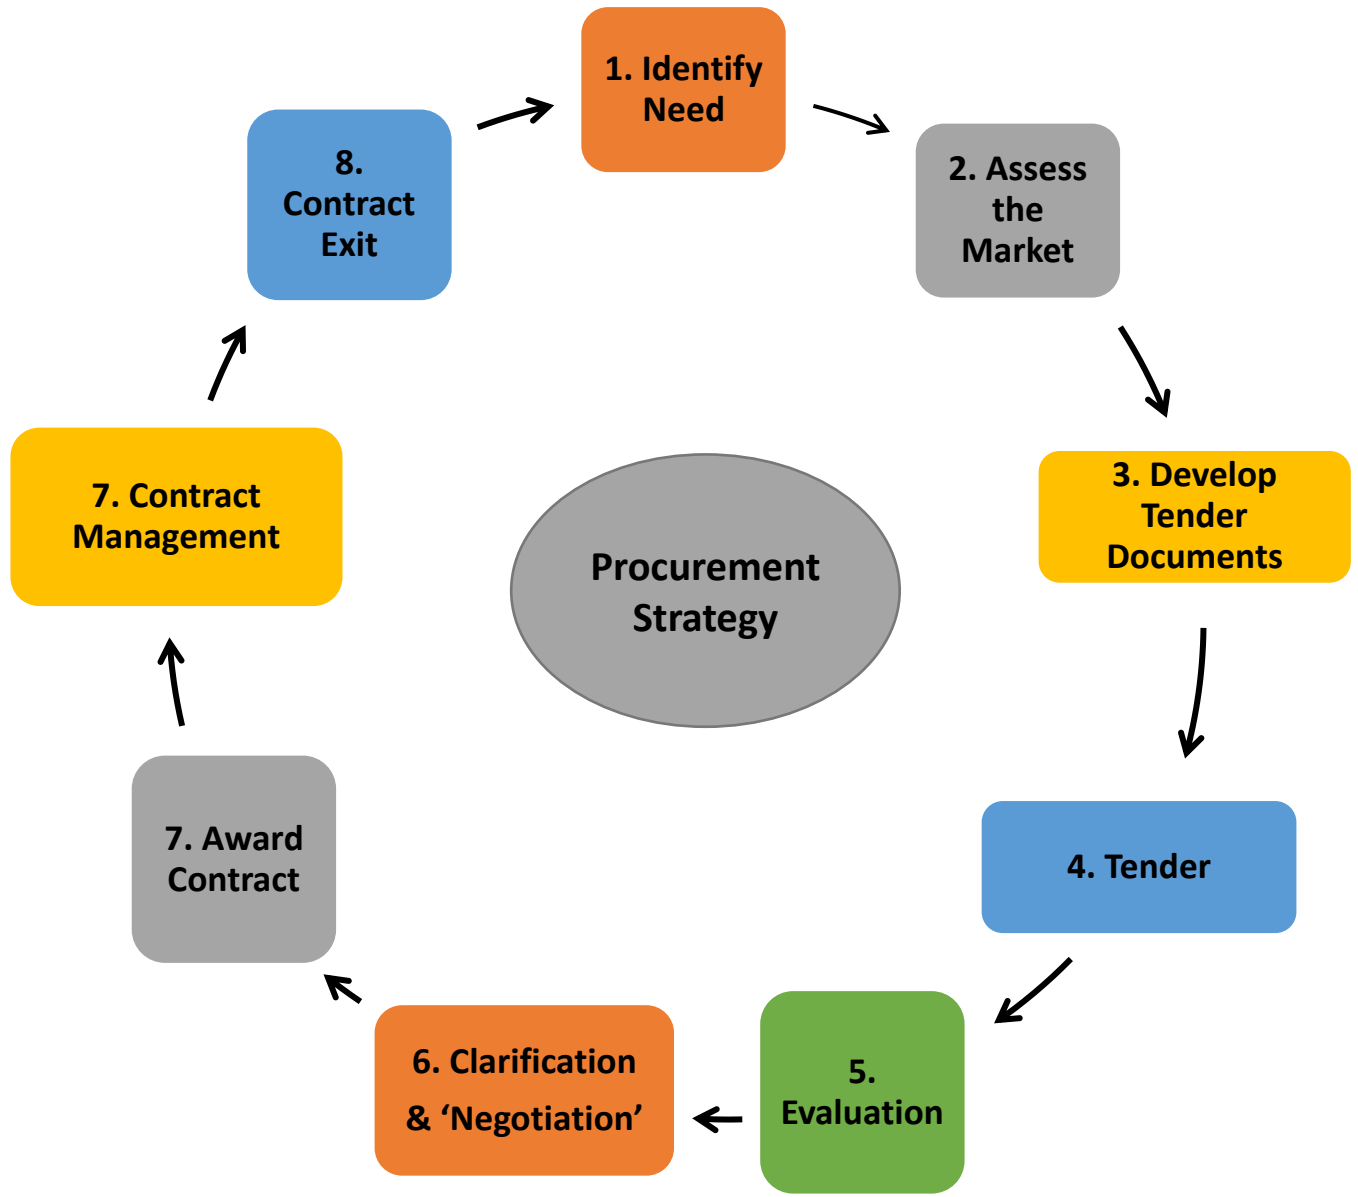 1. Identify
Need
2. Assess
the
Market
3. Develop
Tender
Documents
4. Tender
5.
Evaluation
6. Clarification
& ‘Negotiation’
7. Award
Contract
7. Contract
Management
8.
Contract
Exit
Procurement
Strategy